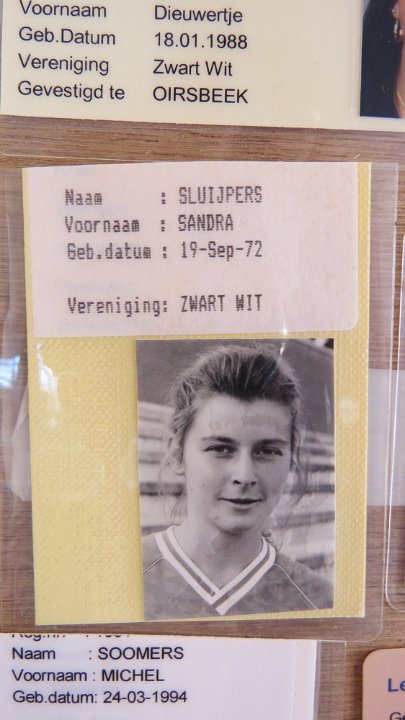 Voornaam Dieuwertje
Geb.Datum 18.01.1988
Vereniging Zwart Wit
Gevestigd te OIRSBEEK
Naam : SLUIJPERS
Voornaam : SANDRA
Geb.datum : 19-Sep-72
Vereniging: ZWART WIT
Naam : SOOMERS
Voornaam : MICHEL
Geb.datum: 24-03-1994
Le